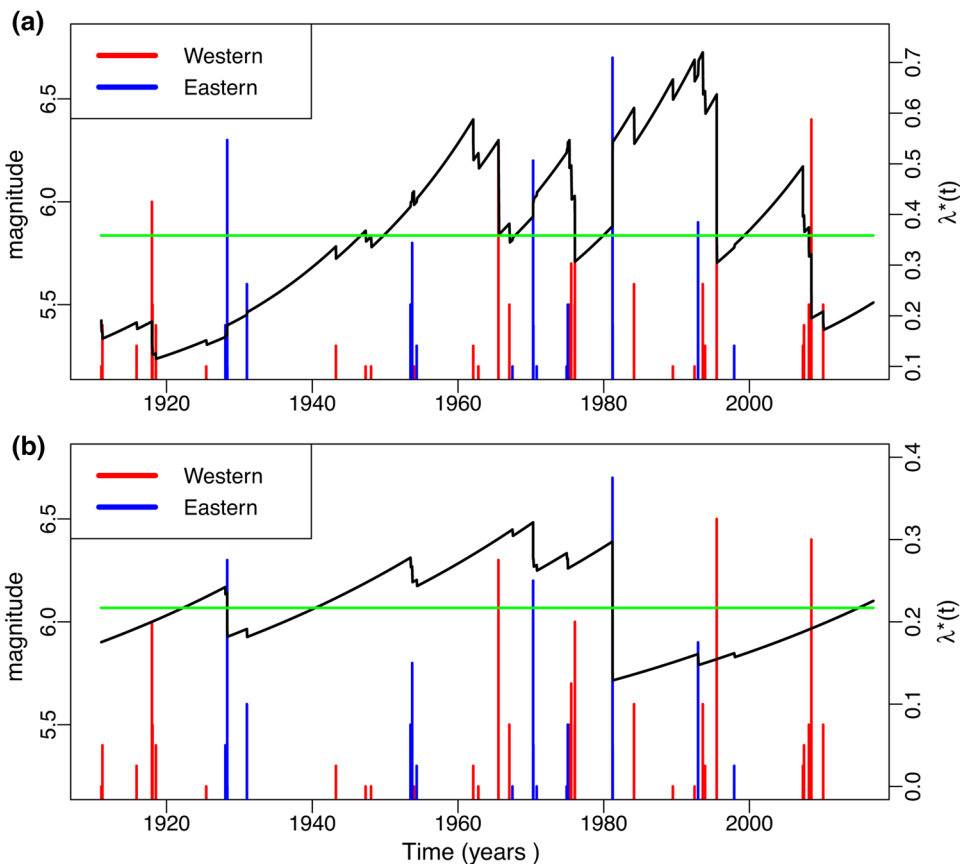 (a)
Western
Eastern
magnitude
5.5 6.0 6.5
0.1 0.2 0.3 0.4 0.5 0.6 0.7
λ*(t)
1920 1940 1960 1980 2000
(b)
Western
Eastern
magnitude
5.5 6.0 6.5
0.0 0.1 0.2 0.3 0.4
λ*(t)
1920 1940 1960 1980 2000
Time (years )